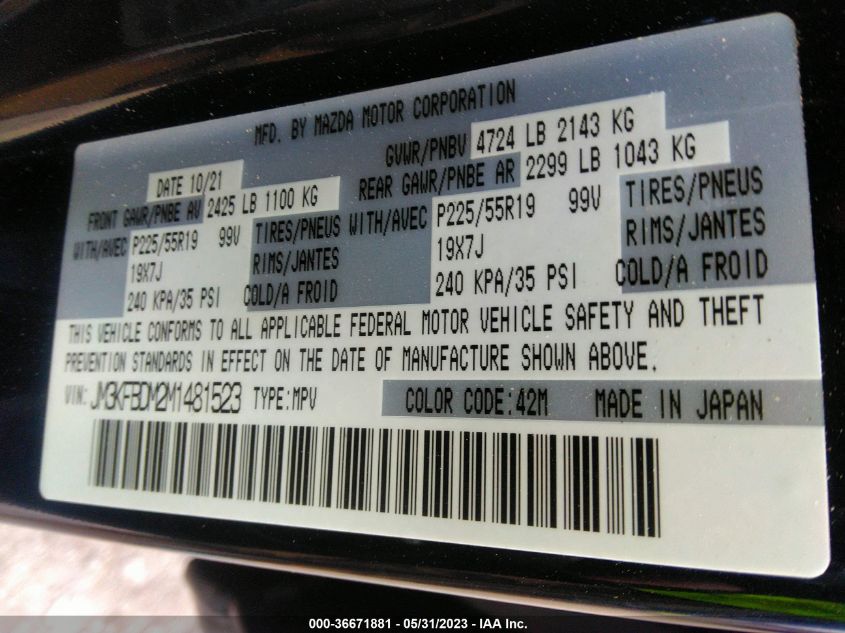 MFD. BY MAZDA MOTOR CORPORATION
DATE 10/21 GVWR/PNBV 4724 LB 2143 KG
FRONT GAWR/PNBE AV 2425 LB 1100 KG REAR GAWR/PNBE AR 2299 LB 1043 KG
WITH/AVEC P225/55R19 99V TIRES/PNEUS WITH/AVEC P225/55R19 99V TIRES/PNEUS
19X7J RIMS/JANTES 19X7J RIMS/JANTES
240 KPA/35 PSI COLD/A FROID 240 KPA/35 PSI COLD/A FROID
THIS VEHICLE CONFORMS TO ALL APPLICABLE FEDERAL MOTOR VEHICLE SAFETY AND THEFT
PREVENTION STANDARDS IN EFFECT ON THE DATE OF MANUFACTURE SHOWN ABOVE.
VIN: JM3KFBDM2M1481523 TYPE:MPV COLOR CODE:42M MADE IN JAPAN
000-36671881 - 05/31/2023 - IAA Inc.